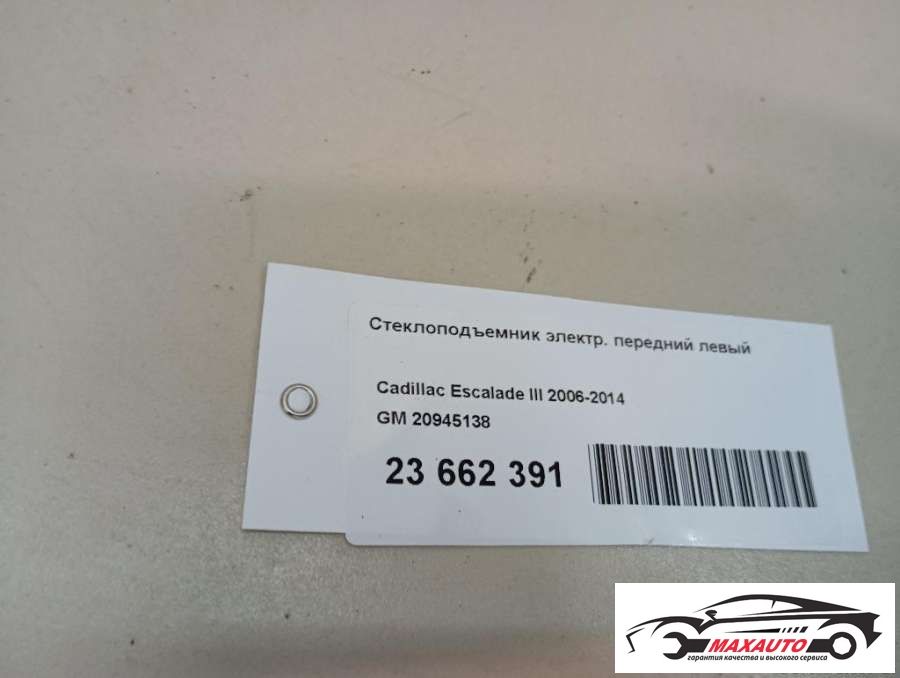 Стеклоподъемник электр. передний левый
Cadillac Escalade III 2006-2014
GM 20945138
23 662 391
MAXAUTO
гарантия качества и высокого сервиса